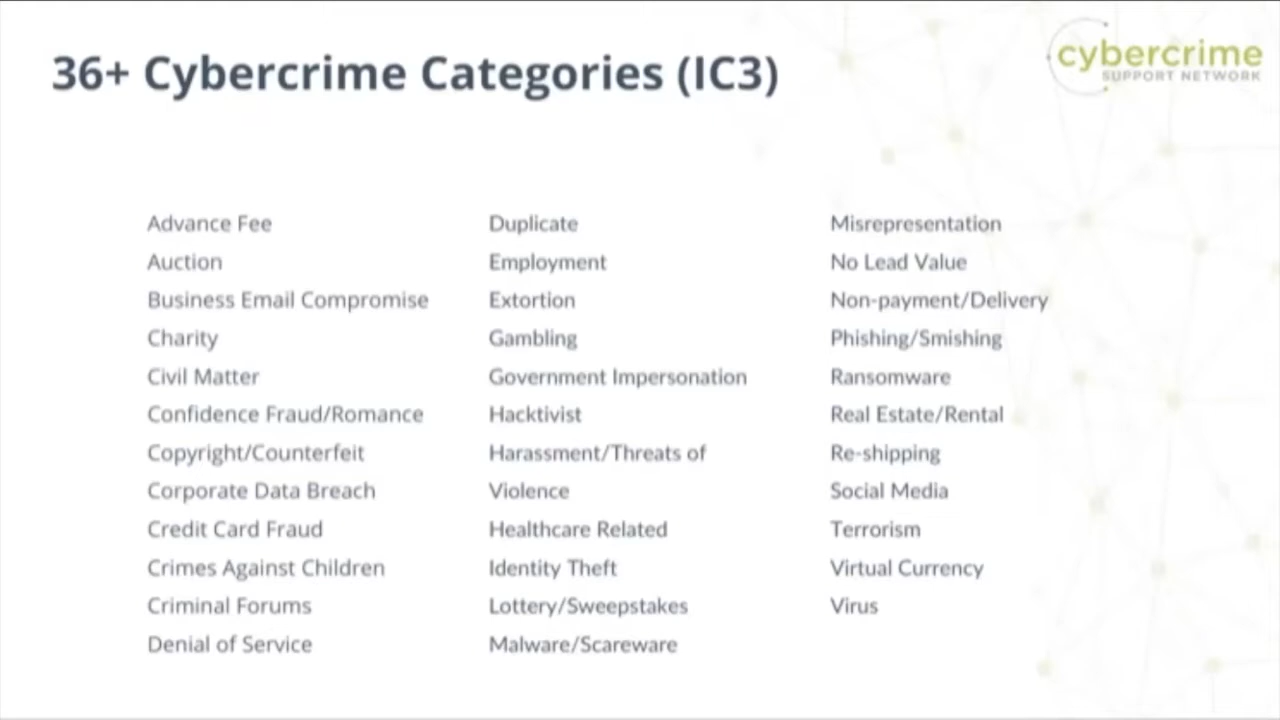 36+ Cybercrime Categories (IC3)
cybercrime
SUPPORT NETWORK
Advance Fee
Auction
Business Email Compromise
Charity
Civil Matter
Confidence Fraud/Romance
Copyright/Counterfeit
Corporate Data Breach
Credit Card Fraud
Crimes Against Children
Criminal Forums
Denial of Service
Duplicate
Employment
Extortion
Gambling
Government Impersonation
Hacktivist
Harassment/Threats of
Violence
Healthcare Related
Identity Theft
Lottery/Sweepstakes
Malware/Scareware
Misrepresentation
No Lead Value
Non-payment/Delivery
Phishing/Smishing
Ransomware
Real Estate/Rental
Re-shipping
Social Media
Terrorism
Virtual Currency
Virus